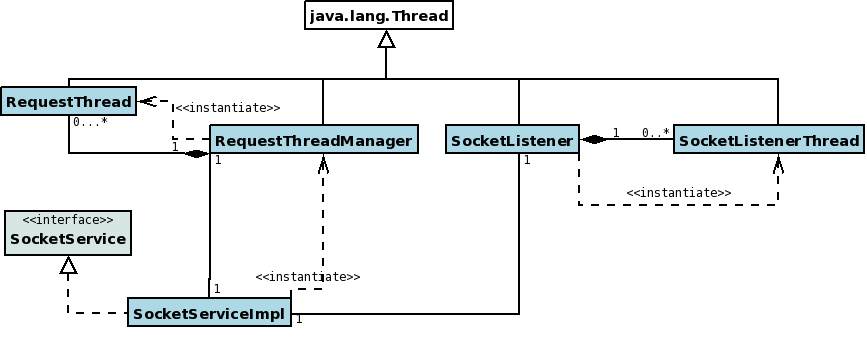 java.lang.Thread
RequestThread
<<instantiate>>
0...*
1
RequestThreadManager
1
SocketListener
1
0..*
SocketListenerThread
1
<<instantiate>>
<<interface>>
SocketService
<<instantiate>>
1
SocketServiceImpl
1